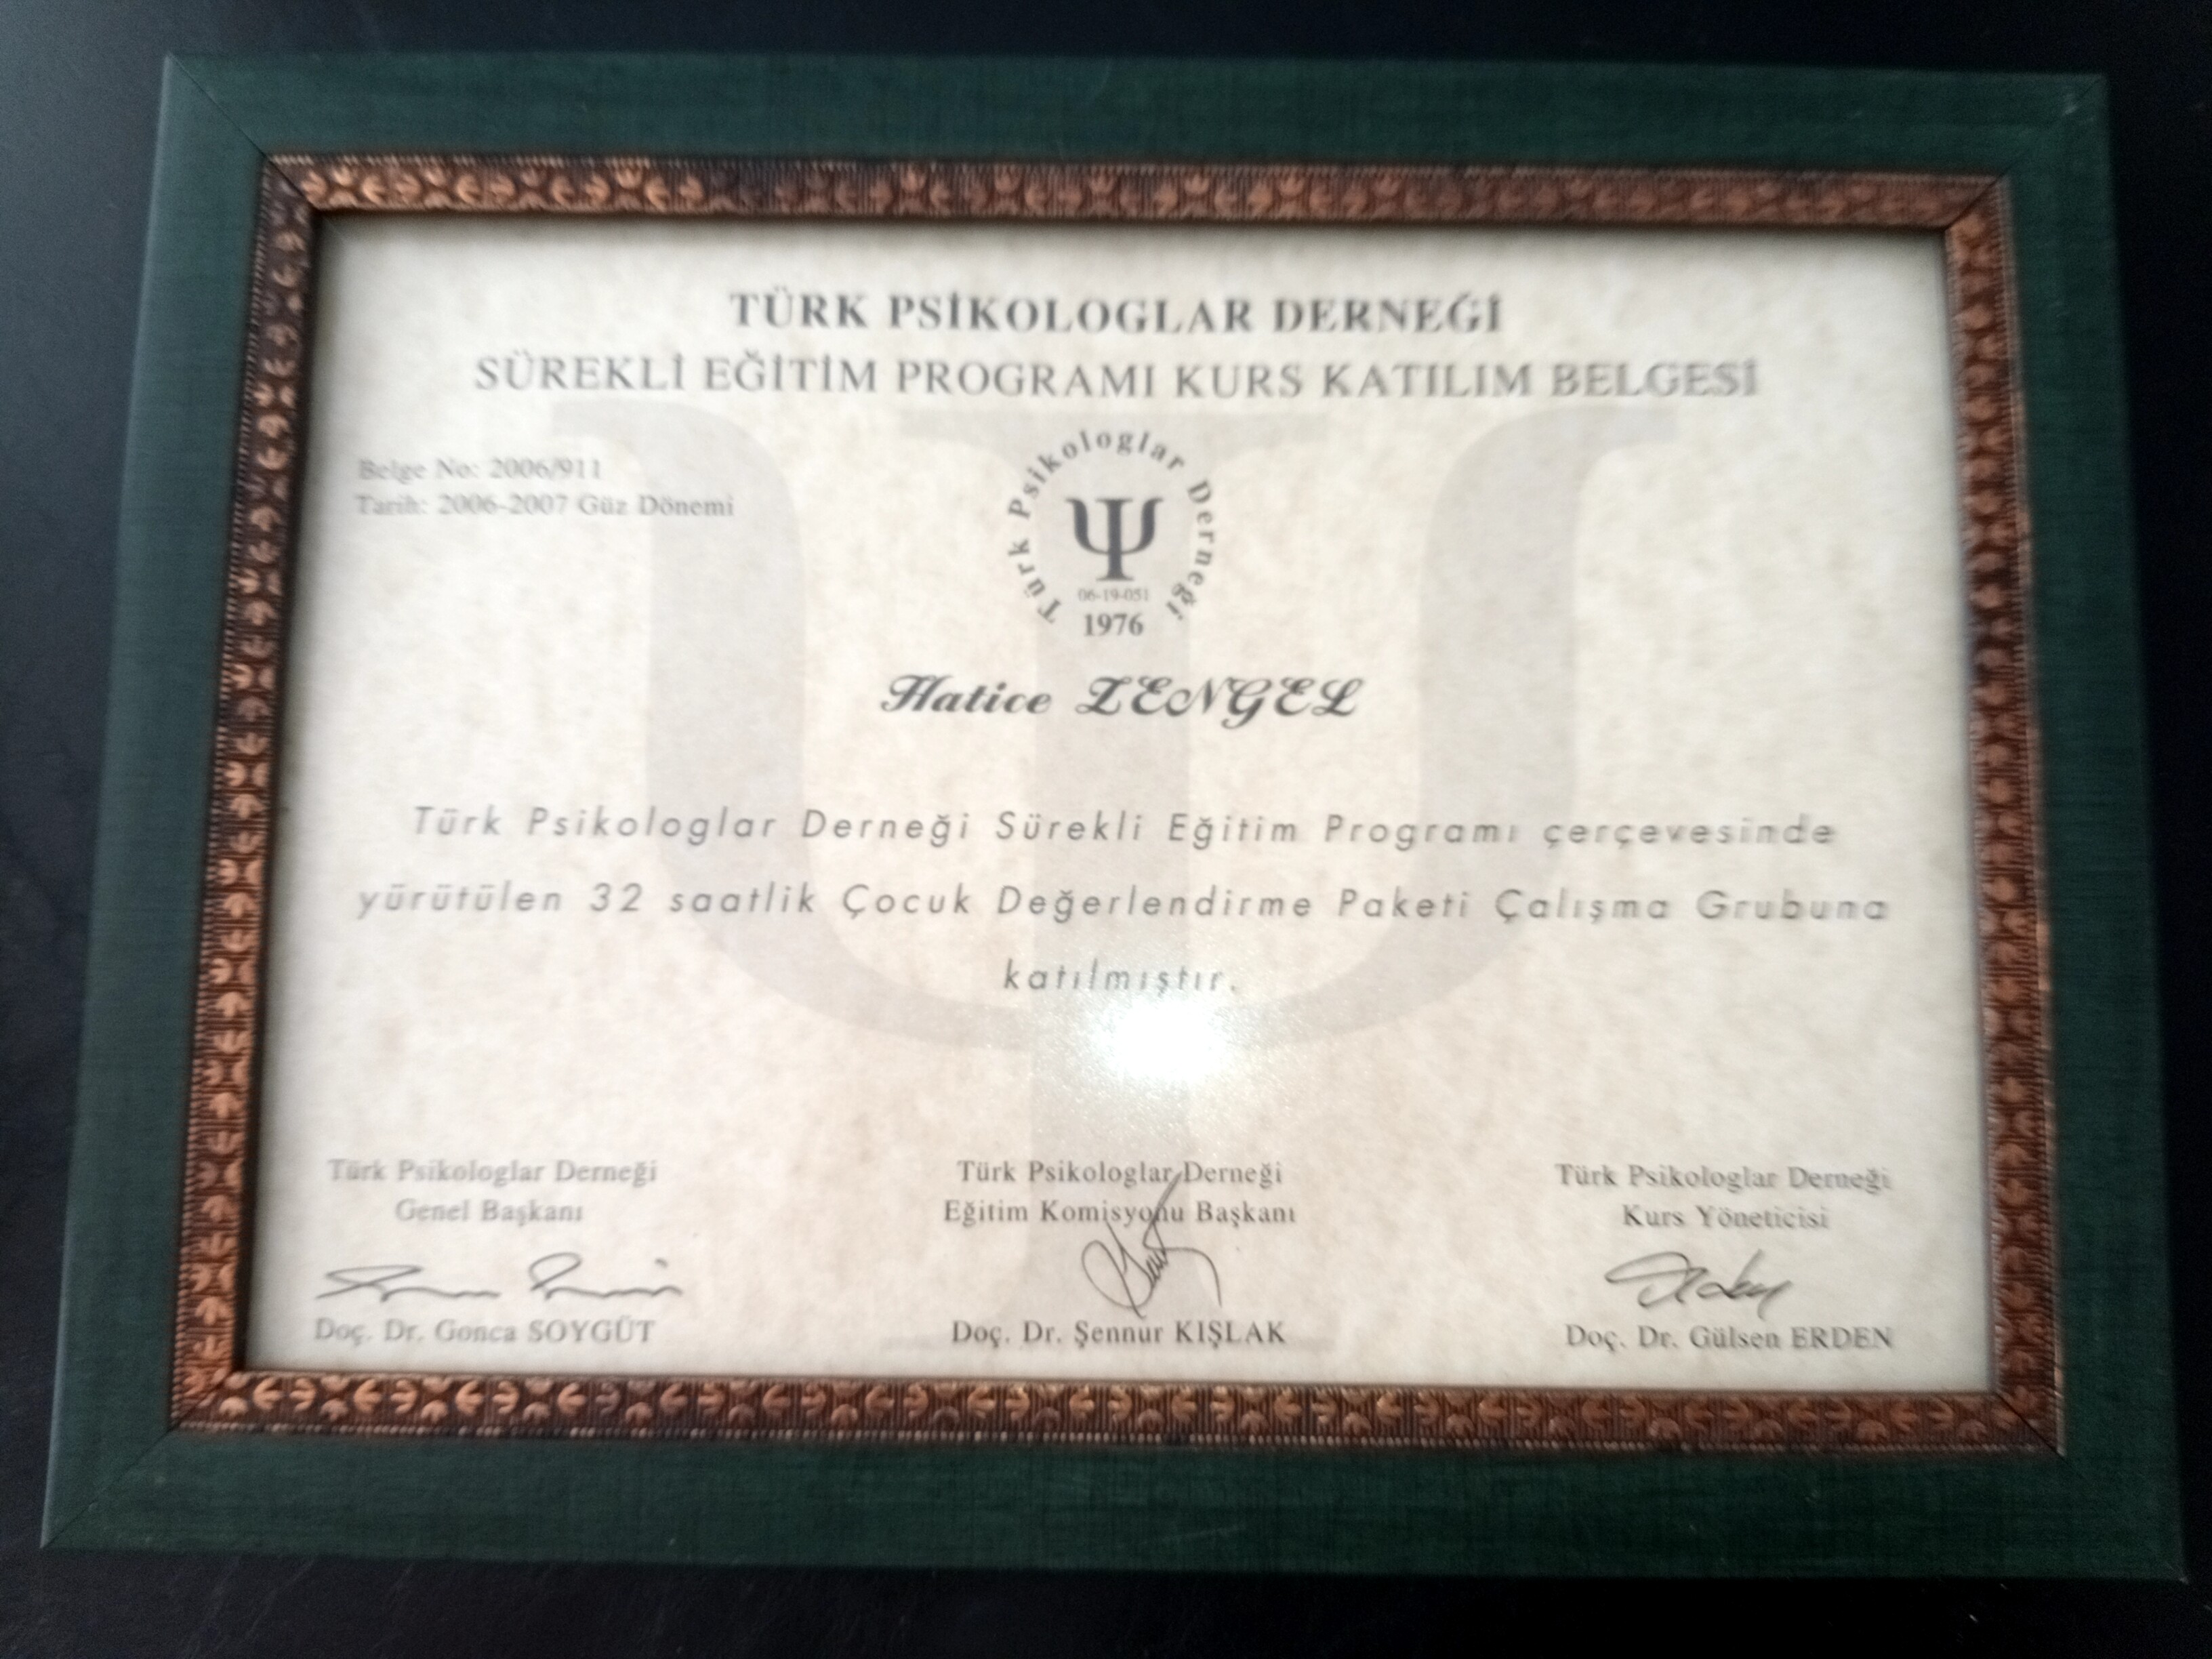 TÜRK PSİKOLOGLAR DERNEĞİ
SÜREKLİ EĞİTİM PROGRAMI KURS KATILIM BELGESİ
Belge No: 2006/911
Tarih: 2006-2007 Güz Dönemi
Türk Psikologlar Derneği
Ψ
06-19-051
1976
Hatice ZENGEL
Türk Psikologlar Derneği Sürekli Eğitim Programı çerçevesinde
yürütülen 32 saatlik Çocuk Değerlendirme Paketi Çalışma Grubuna
katılmıştır.
Türk Psikologlar Derneği
Genel Başkanı
Doç. Dr. Gonca SOYGÜT
Türk Psikologlar Derneği
Eğitim Komisyonu Başkanı
Doç. Dr. Şennur KIŞLAK
Türk Psikologlar Derneği
Kurs Yöneticisi
Doç. Dr. Gülsen ERDEN